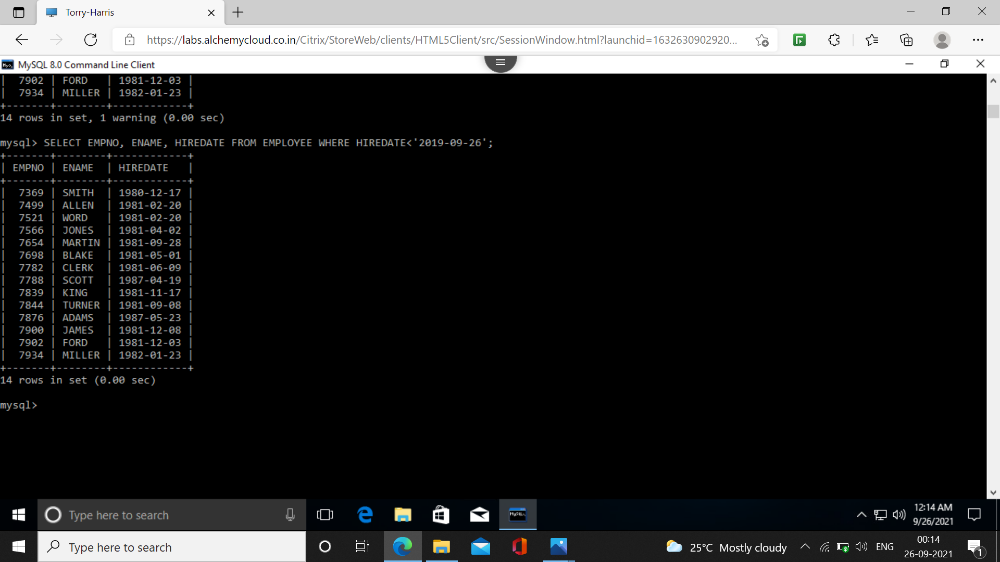 Torry-Harris
https://labs.alchemycloud.co.in/Citrix/StoreWeb/clients/HTML5Client/src/SessionWindow.html?launchid=1632630902920...
MySQL 8.0 Command Line Client
|  7902 | FORD   | 1981-12-03 |
|  7934 | MILLER | 1982-01-23 |
+-------+--------+------------+
14 rows in set, 1 warning (0.00 sec)
mysql> SELECT EMPNO, ENAME, HIREDATE FROM EMPLOYEE WHERE HIREDATE<'2019-09-26';
+-------+--------+------------+
| EMPNO | ENAME  | HIREDATE   |
+-------+--------+------------+
|  7369 | SMITH  | 1980-12-17 |
|  7499 | ALLEN  | 1981-02-20 |
|  7521 | WORD   | 1981-02-20 |
|  7566 | JONES  | 1981-04-02 |
|  7654 | MARTIN | 1981-09-28 |
|  7698 | BLAKE  | 1981-05-01 |
|  7782 | CLERK  | 1981-06-09 |
|  7788 | SCOTT  | 1987-04-19 |
|  7839 | KING   | 1981-11-17 |
|  7844 | TURNER | 1981-09-08 |
|  7876 | ADAMS  | 1987-05-23 |
|  7900 | JAMES  | 1981-12-08 |
|  7902 | FORD   | 1981-12-03 |
|  7934 | MILLER | 1982-01-23 |
+-------+--------+------------+
14 rows in set (0.00 sec)
mysql>
Type here to search
12:14 AM
9/26/2021
Type here to search
25°C Mostly cloudy
ENG
00:14
26-09-2021
1